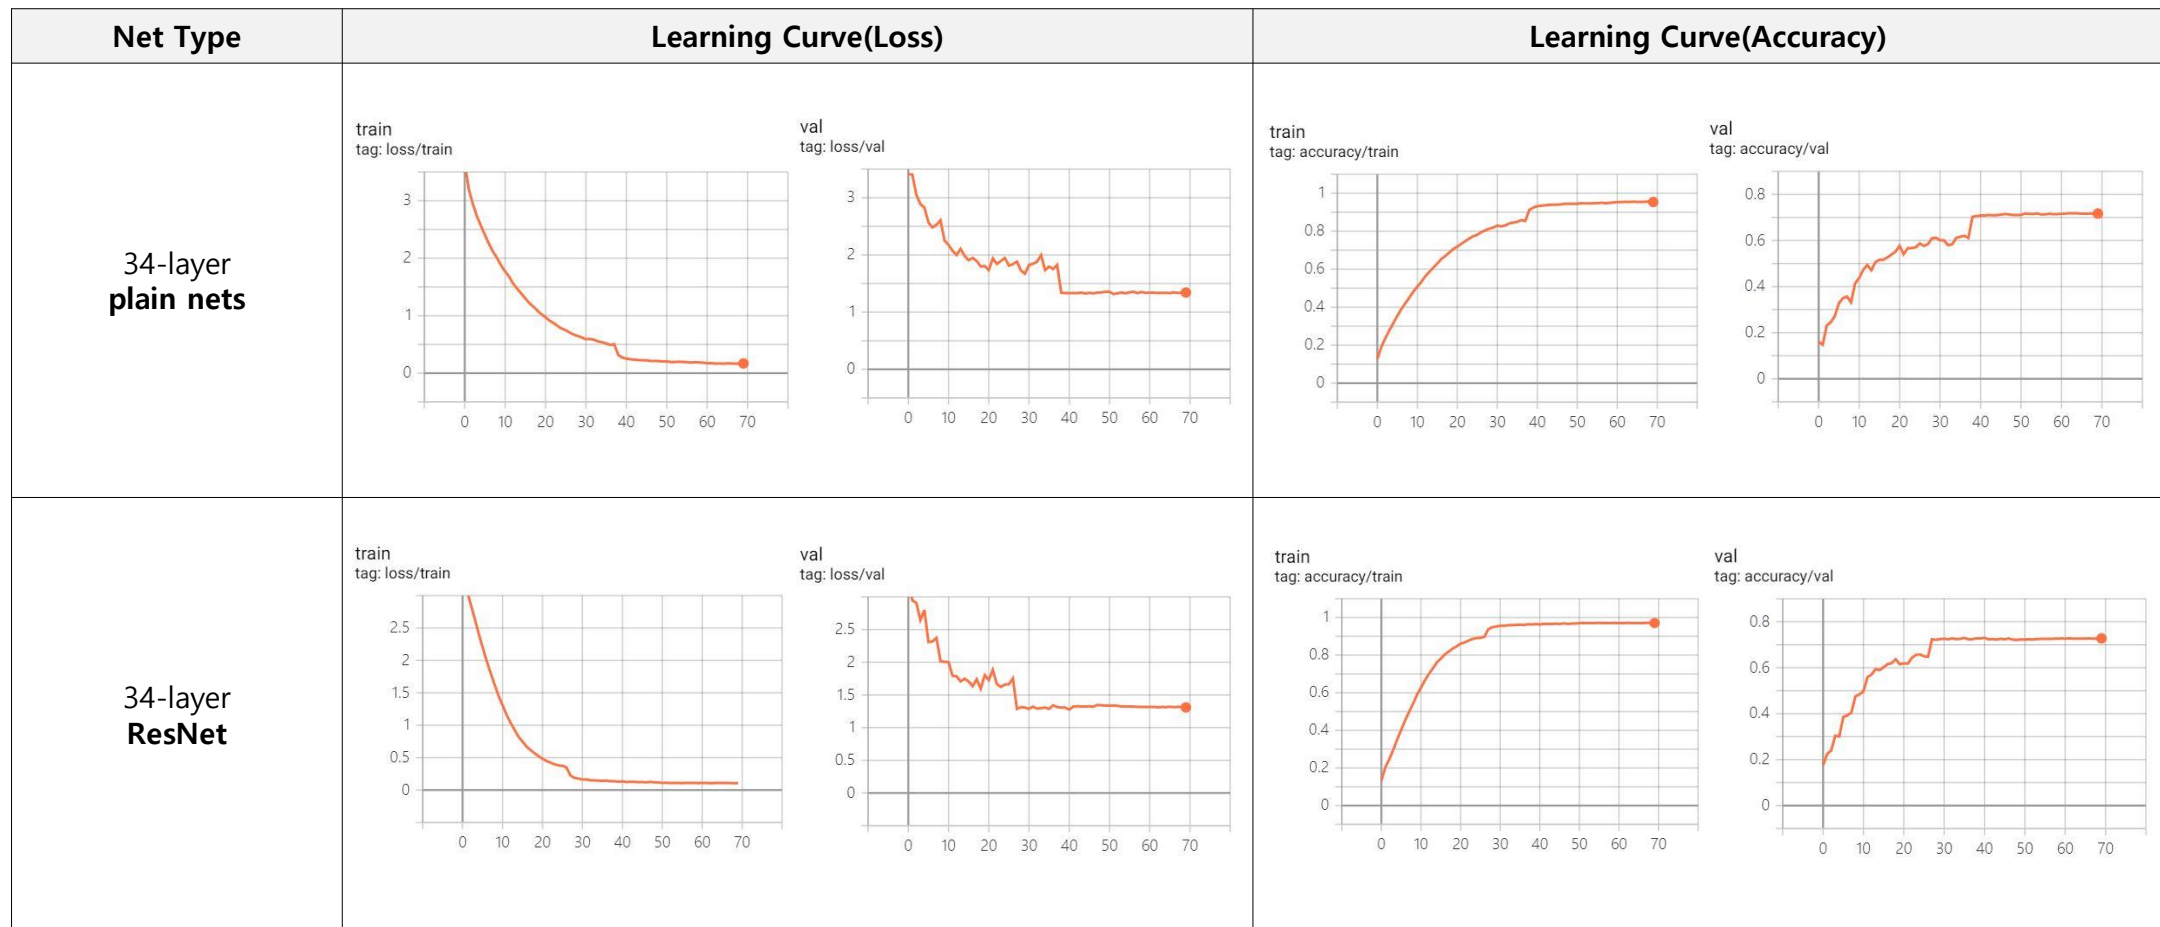 Net Type
Learning Curve(Loss)
Learning Curve(Accuracy)
34-layer
plain nets
train
tag: loss/train
3
2
1
0
0 10 20 30 40 50 60 70
val
tag: loss/val
3
2
1
0
0 10 20 30 40 50 60 70
train
tag: accuracy/train
1
0.8
0.6
0.4
0.2
0
0 10 20 30 40 50 60 70
val
tag: accuracy/val
0.8
0.6
0.4
0.2
0
0 10 20 30 40 50 60 70
34-layer
ResNet
train
tag: loss/train
2.5
2
1.5
1
0.5
0
0 10 20 30 40 50 60 70
val
tag: loss/val
2.5
2
1.5
1
0.5
0
0 10 20 30 40 50 60 70
train
tag: accuracy/train
1
0.8
0.6
0.4
0.2
0
0 10 20 30 40 50 60 70
val
tag: accuracy/val
0.8
0.6
0.4
0.2
0
0 10 20 30 40 50 60 70